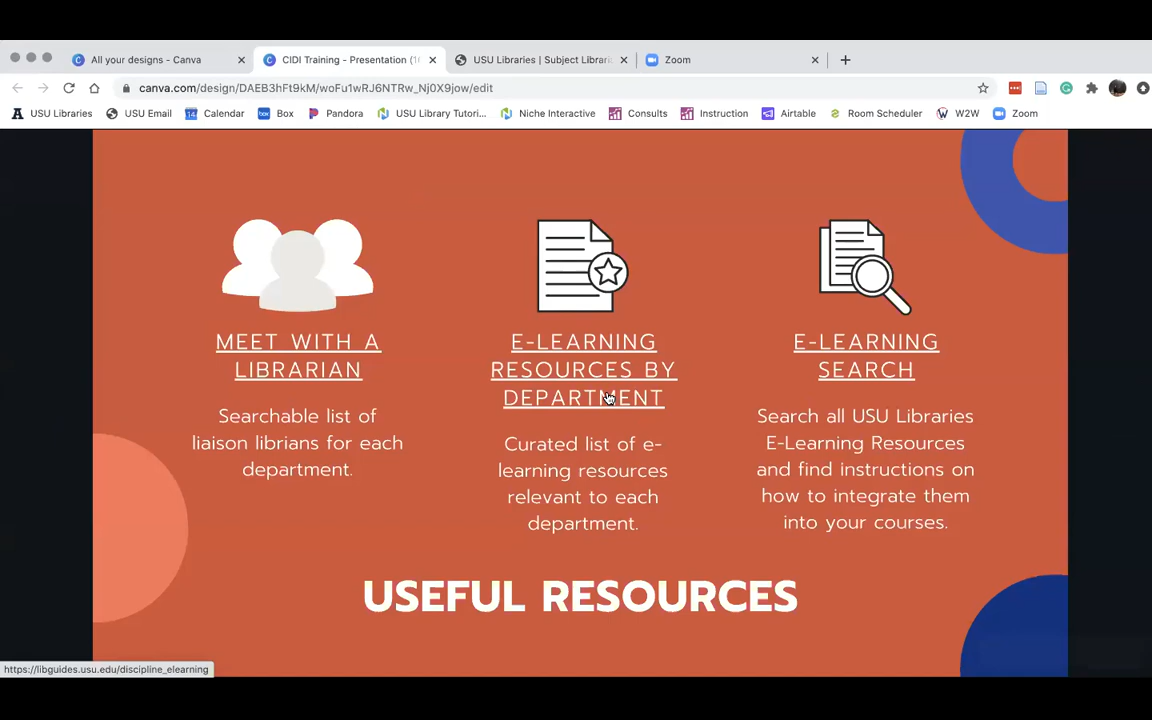 All your designs - Canva
CIDI Training - Presentation (1
USU Libraries | Subject Librari
Zoom
canva.com/design/DAEB3hFt9kM/woFu1wRJ6NTRw_Nj0X9jow/edit
USU Libraries
USU Email
Calendar
Box
Pandora
USU Library Tutori...
Niche Interactive
Consults
Instruction
Airtable
Room Scheduler
W2W
Zoom
MEET WITH A
LIBRARIAN
Searchable list of
liaison librians for each
department.
E-LEARNING
RESOURCES BY
DEPARTMENT
Curated list of e-
learning resources
relevant to each
department.
E-LEARNING
SEARCH
Search all USU Libraries
E-Learning Resources
and find instructions on
how to integrate them
into your courses.
USEFUL RESOURCES
https://libguides.usu.edu/discipline_elearning